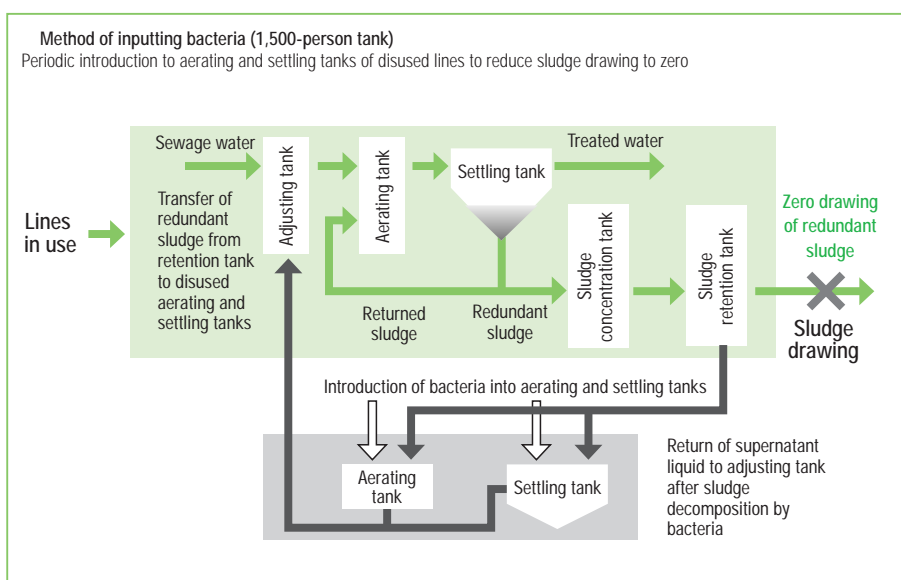 Method of inputting bacteria (1,500-person tank)
Periodic introduction to aerating and settling tanks of disused lines to reduce sludge drawing to zero
Sewage water
Treated water
Adjusting tank
Aerating tank
Settling tank
Lines
in use
Transfer of
redundant
sludge from
retention tank
to disused
aerating and
settling tanks
Sludge
concentration tank
Sludge
retention tank
Zero drawing
of redundant
sludge
Returned
sludge
Redundant
sludge
Sludge
drawing
Introduction of bacteria into aerating and settling tanks
Aerating
tank
Settling tank
Return of supernatant
liquid to adjusting tank
after sludge
decomposition by
bacteria